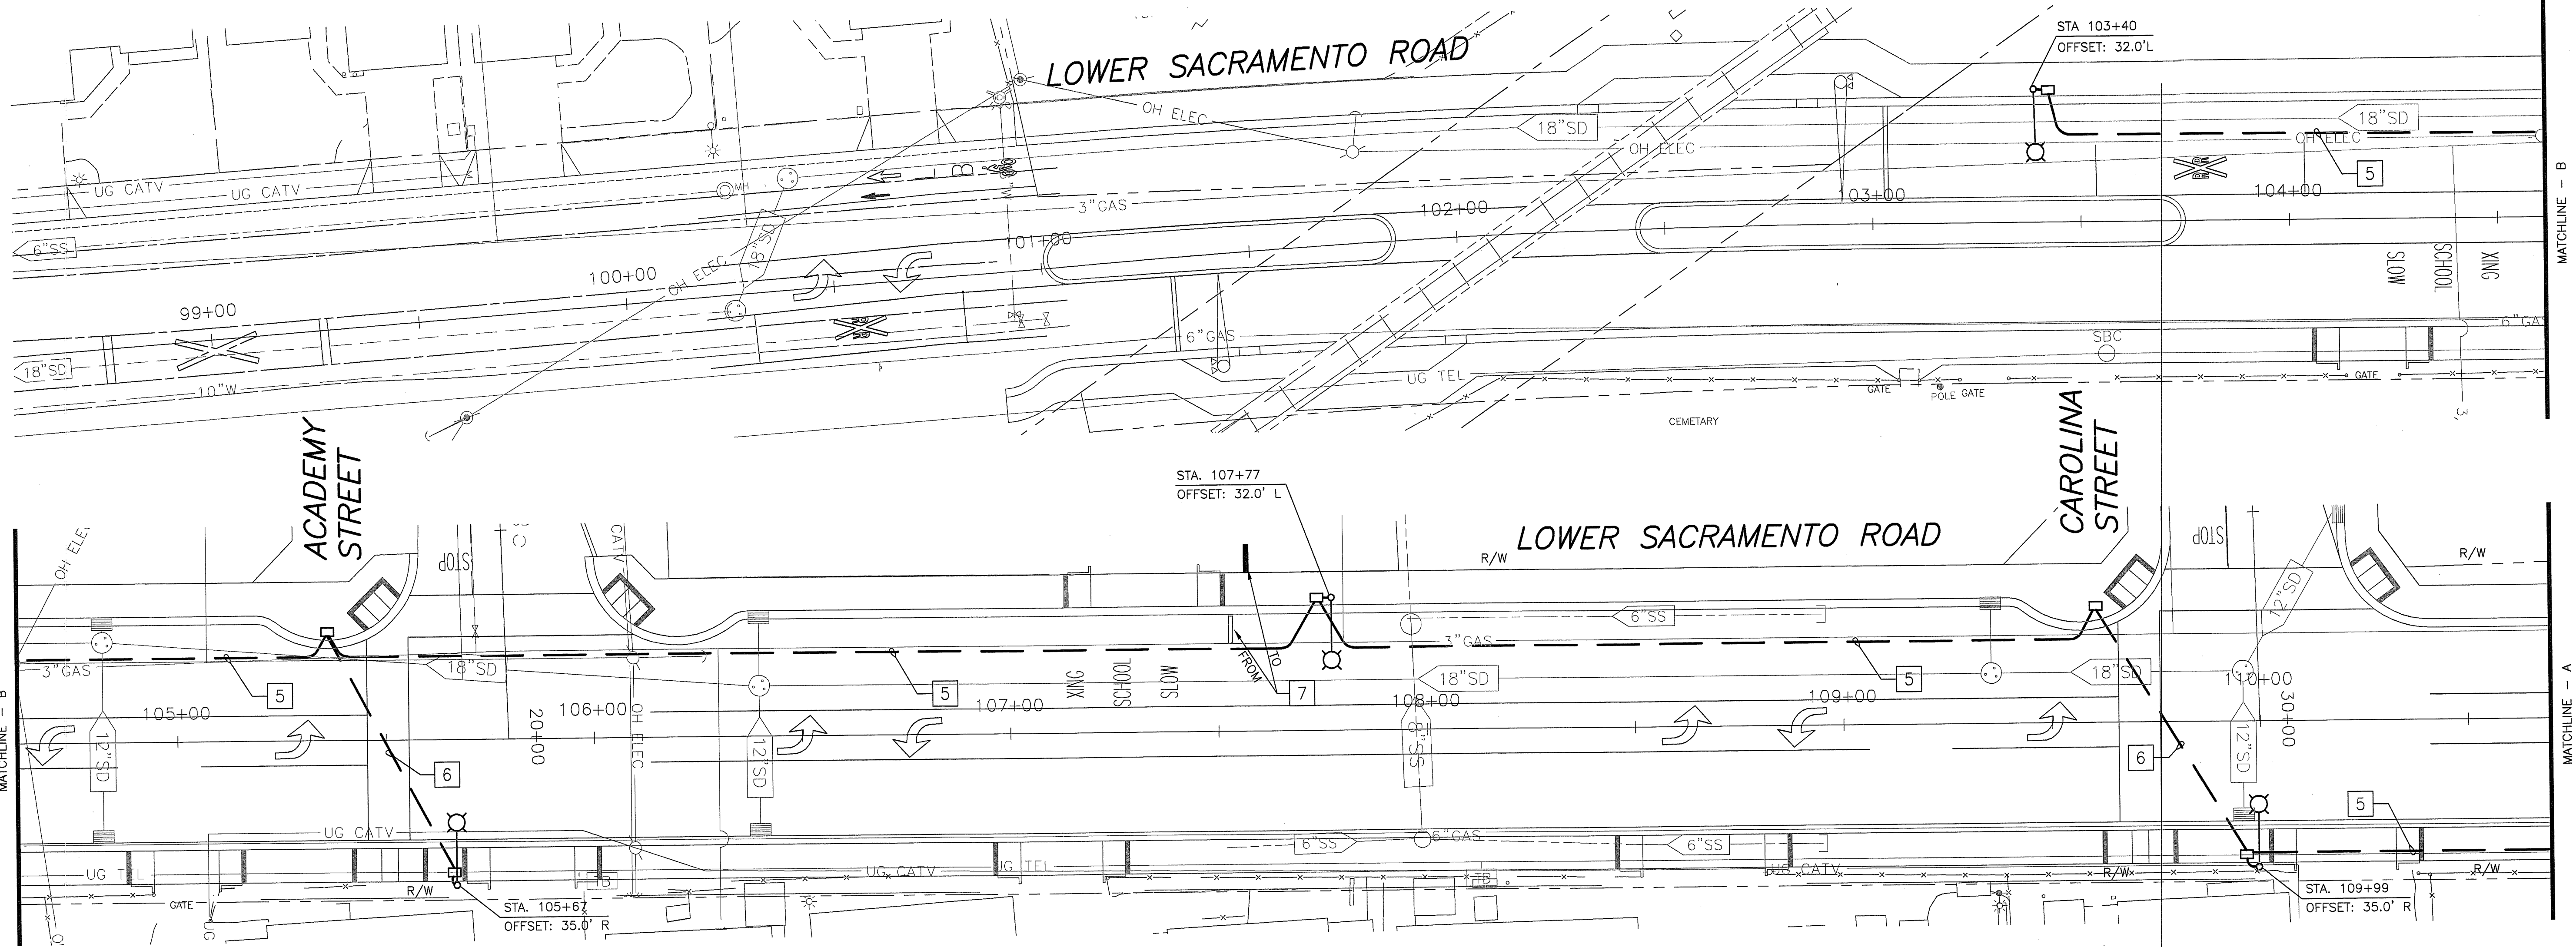 LOWER SACRAMENTO ROAD
STA 103+40
OFFSET: 32.0'L
OH ELEC
18"SD
OH ELEC
18"SD
OH ELEC
5
UG CATV
UG CATV
MH
3"GAS
102+00
103+00
104+00
MATCHLINE - B
6"SS
18"SD
101+00
100+00
OH ELEC
99+00
SLOW
SCHOOL
XING
18"SD
10"W
6"GAS
SBC
6"GAS
UG TEL
GATE
POLE
GATE
GATE
CEMETARY
ACADEMY
STREET
CAROLINA
STREET
STA. 107+77
OFFSET: 32.0' L
LOWER SACRAMENTO ROAD
R/W
R/W
STOP
STOP
CATV
12"SD
6"SS
3"GAS
3"GAS
18"SD
FROM
TO
XING
SCHOOL
SLOW
18"SD
18"SD
5
5
7
5
105+00
106+00
107+00
108+00
109+00
110+00
20+00
30+00
OH ELEC
12"SD
12"SD
8"SS
12"SD
6
6
5
MATCHLINE - B
MATCHLINE - A
UG CATV
6"SS
6"GAS
6"SS
UG TEL
UG CATV
UG TEL
UG CATV
TB
TB
R/W
R/W
R/W
GATE
UG
STA. 105+67
OFFSET: 35.0' R
STA. 109+99
OFFSET: 35.0' R